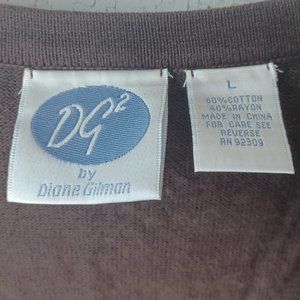 DG2
by
Diane Gilman
L
60% COTTON
40% RAYON
MADE IN CHINA
FOR CARE SEE
REVERSE
RN 92309